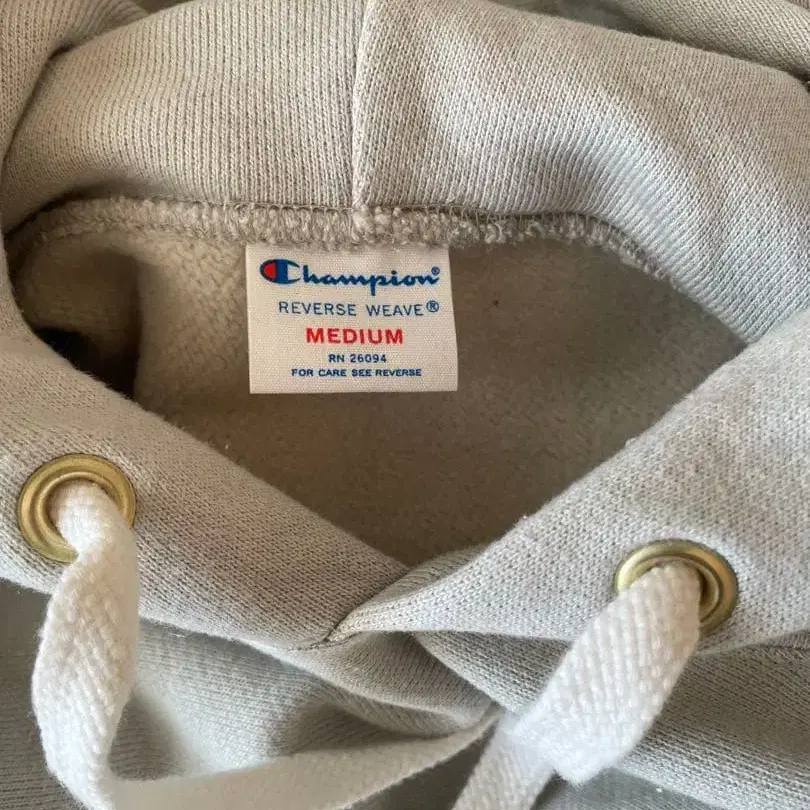 Champion®
REVERSE WEAVE®
MEDIUM
RN 26094
FOR CARE SEE REVERSE